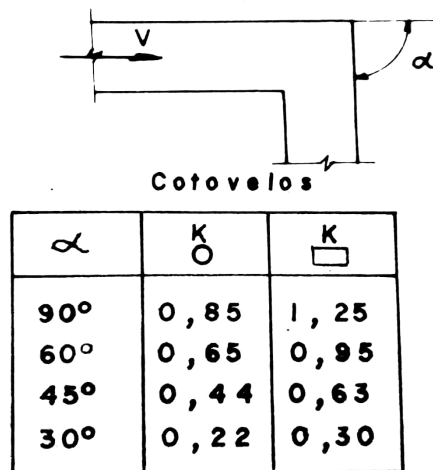 V
α
Cotovelos
α K K
90° 0,85 1,25
60° 0,65 0,95
45° 0,44 0,63
30° 0,22 0,30